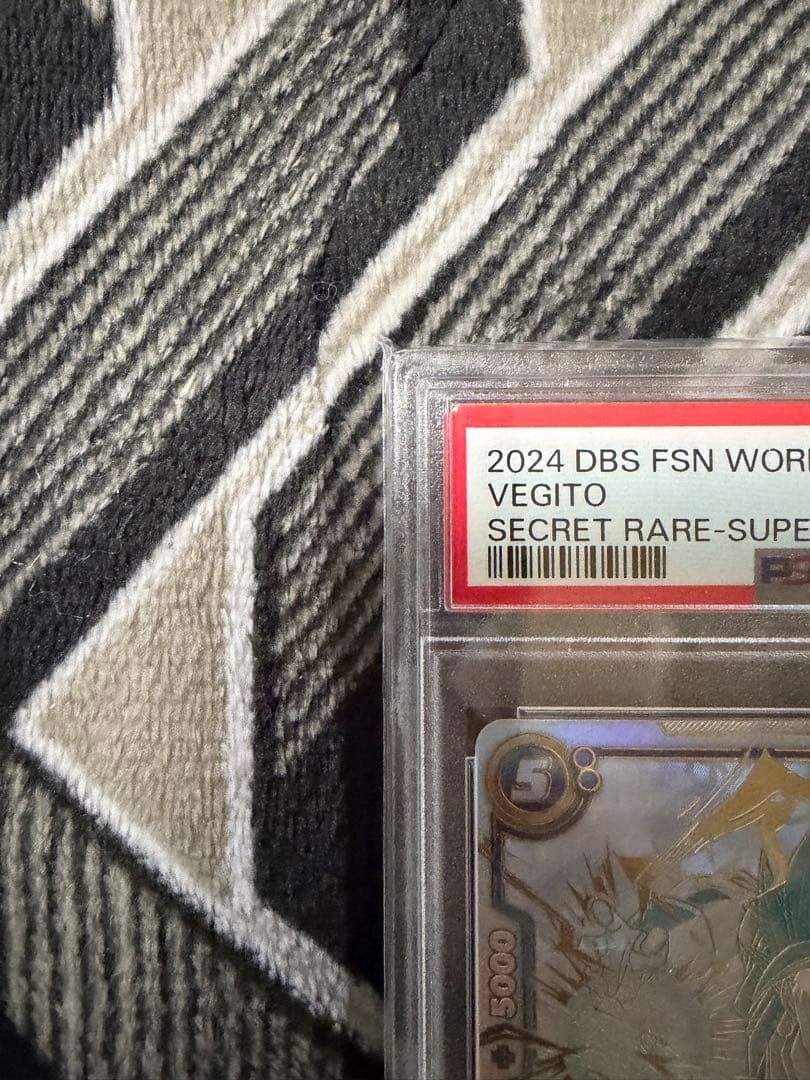 2024 DBS FSN WOR
VEGITO
SECRET RARE-SUPE
5
5000